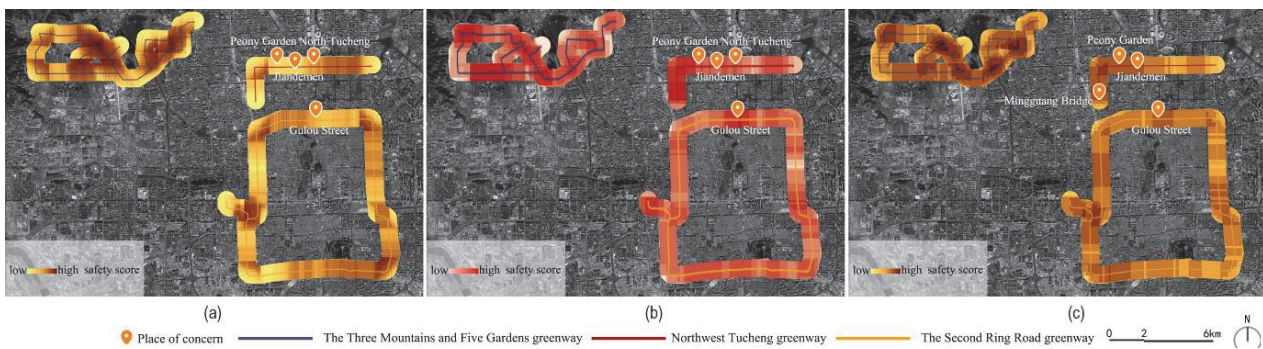 Peony Garden North Tucheng
Jiandemen
Gulou Street
low high safety score
(a)
Peony Garden North Tucheng
Jiandemen
Gulou Street
low high safety score
(b)
Peony Garden
Jiandemen
Mingguang Bridge
Gulou Street
low high safety score
(c)
Place of concern The Three Mountains and Five Gardens greenway Northwest Tucheng greenway The Second Ring Road greenway 0 2 6km N